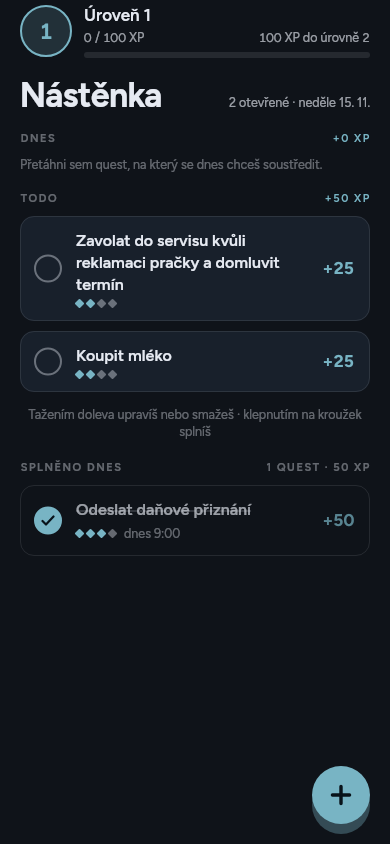 1
Úroveň 1
0 / 100 XP
100 XP do úrovně 2
Nástěnka
2 otevřené · neděle 15. 11.
DNES
+0 XP
Přetáhni sem quest, na který se dnes chceš soustředit.
TODO
+50 XP
Zavolat do servisu kvůli
reklamaci pračky a domluvit
termín
+25
Koupit mléko
+25
Tažením doleva upravíš nebo smažeš · klepnutím na kroužek
splníš
SPLNĚNO DNES
1 QUEST · 50 XP
Odeslat daňové přiznání
dnes 9:00
+50